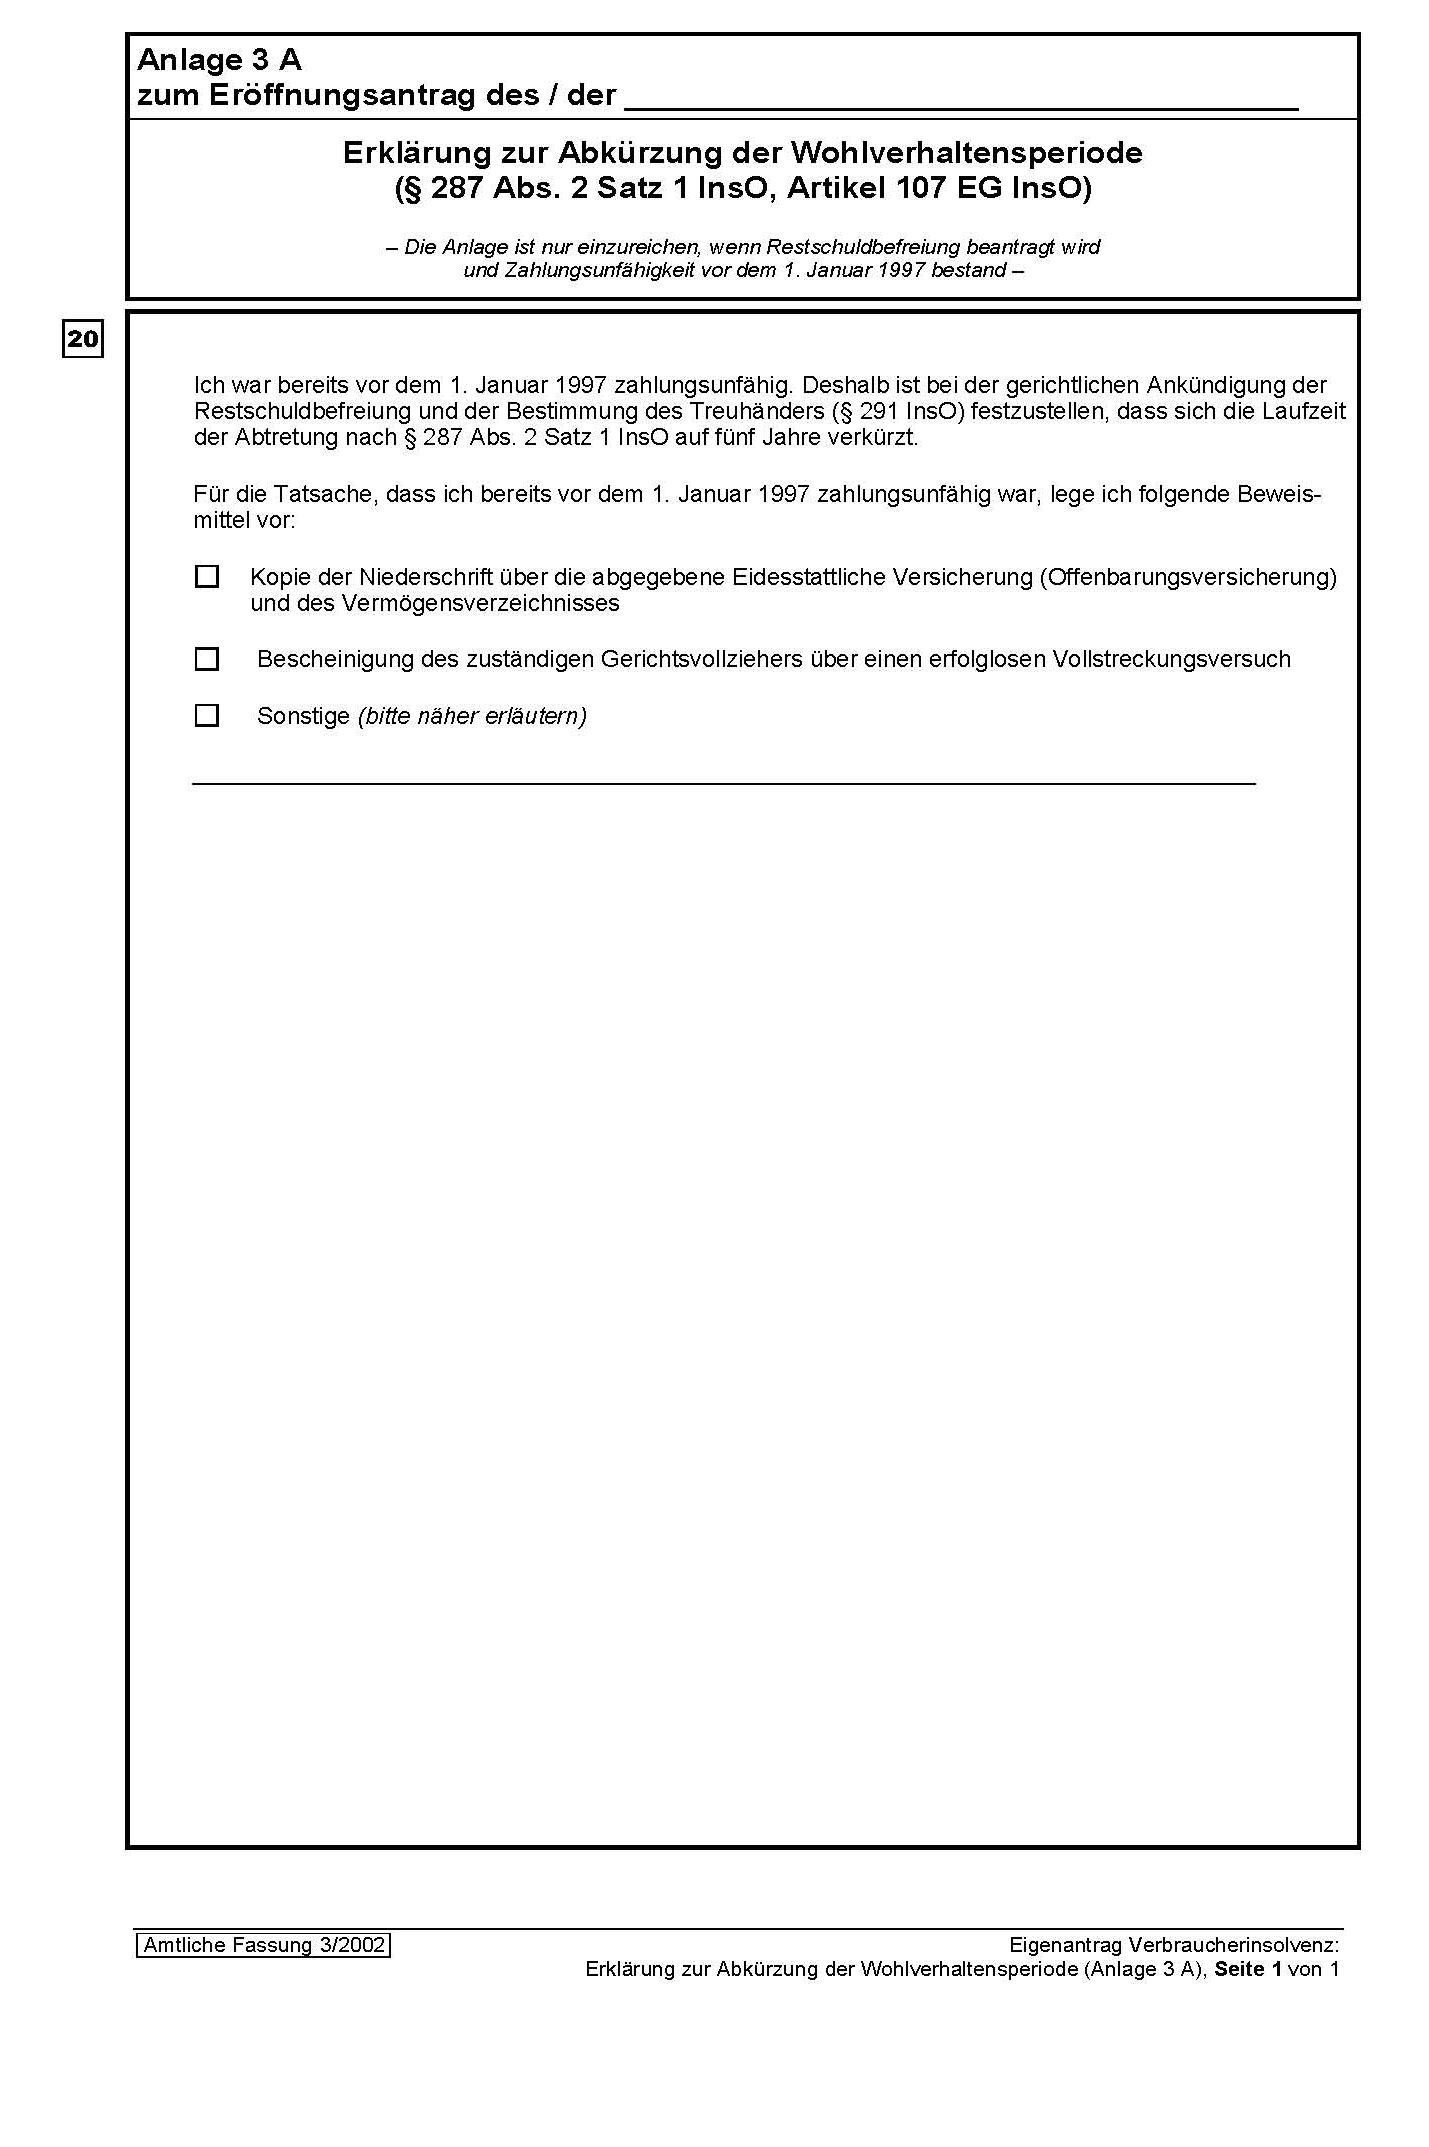 Anlage 3 A
zum Eröffnungsantrag des / der
Erklärung zur Abkürzung der Wohlverhaltensperiode
(§ 287 Abs. 2 Satz 1 InsO, Artikel 107 EG InsO)
– Die Anlage ist nur einzureichen, wenn Restschuldbefreiung beantragt wird
und Zahlungsunfähigkeit vor dem 1. Januar 1997 bestand –
20
Ich war bereits vor dem 1. Januar 1997 zahlungsunfähig. Deshalb ist bei der gerichtlichen Ankündigung der
Restschuldbefreiung und der Bestimmung des Treuhänders (§ 291 InsO) festzustellen, dass sich die Laufzeit
der Abtretung nach § 287 Abs. 2 Satz 1 InsO auf fünf Jahre verkürzt.
Für die Tatsache, dass ich bereits vor dem 1. Januar 1997 zahlungsunfähig war, lege ich folgende Beweis-
mittel vor:
Kopie der Niederschrift über die abgegebene Eidesstattliche Versicherung (Offenbarungsversicherung)
und des Vermögensverzeichnisses
Bescheinigung des zuständigen Gerichtsvollziehers über einen erfolglosen Vollstreckungsversuch
Sonstige (bitte näher erläutern)
Amtliche Fassung 3/2002
Eigenantrag Verbraucherinsolvenz:
Erklärung zur Abkürzung der Wohlverhaltensperiode (Anlage 3 A), Seite 1 von 1